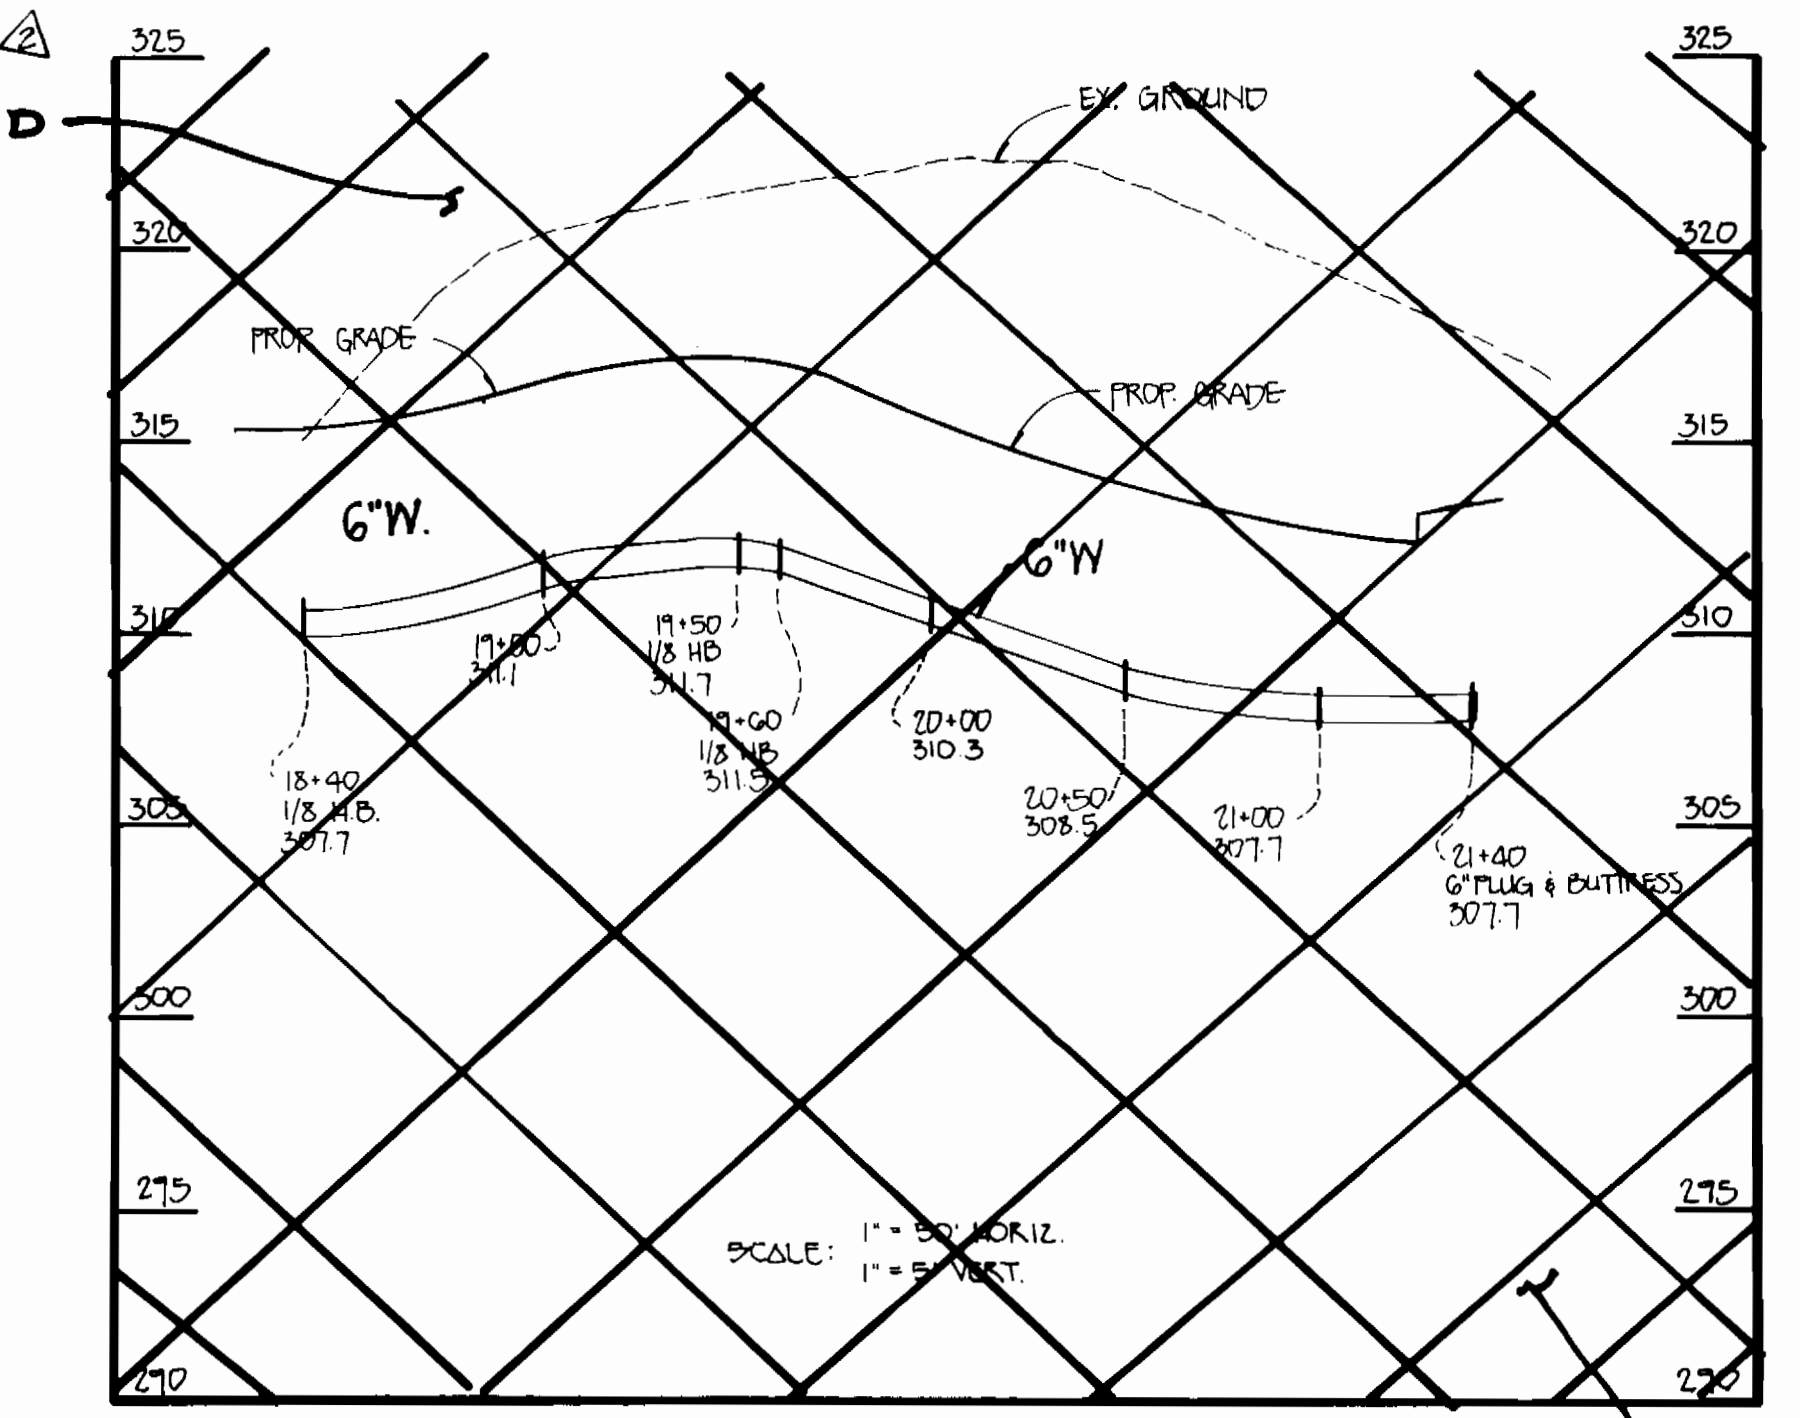 2
325
325
D
EX. GROUND
320
320
PROP. GRADE
PROP. GRADE
315
315
6"W.
6"W
310
310
19+50
1/8 HB
311.7
311.1
19+60
1/8 HB
311.5
20+00
310.3
18+40
1/8 H.B.
307.7
20+50
308.5
21+00
307.7
305
305
21+40
6" PLUG & BUTTRESS
307.7
300
300
295
295
SCALE: 1" = 50' HORIZ.
1" = 5' VERT.
290
290